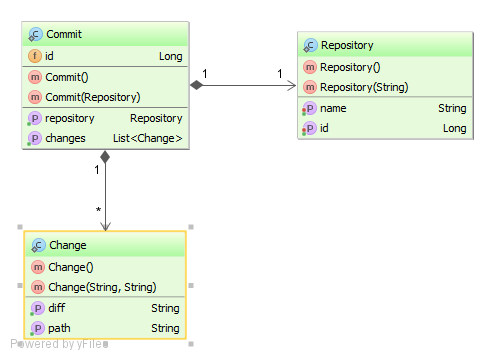 Commit
id Long
Commit()
Commit(Repository)
repository Repository
changes List<Change>
1 1
Repository
Repository()
Repository(String)
name String
id Long
1
*
Change
Change()
Change(String, String)
diff String
path String
Powered by yFiles